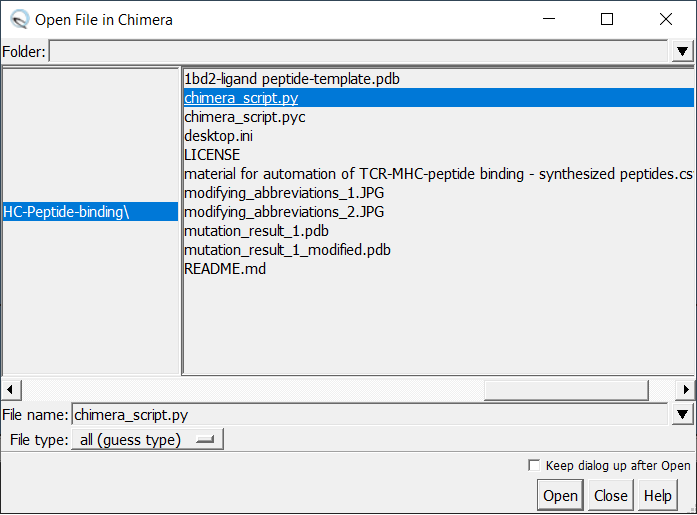 Open File in Chimera
Folder:
1bd2-ligand peptide-template.pdb
chimera_script.py
chimera_script.pyc
desktop.ini
LICENSE
material for automation of TCR-MHC-peptide binding - synthesized peptides.cs
modifying_abbreviations_1.JPG
HC-Peptide-binding\
modifying_abbreviations_2.JPG
mutation_result_1.pdb
mutation_result_1_modified.pdb
README.md
File name: chimera_script.py
File type: all (guess type)
Keep dialog up after Open
Open Close Help